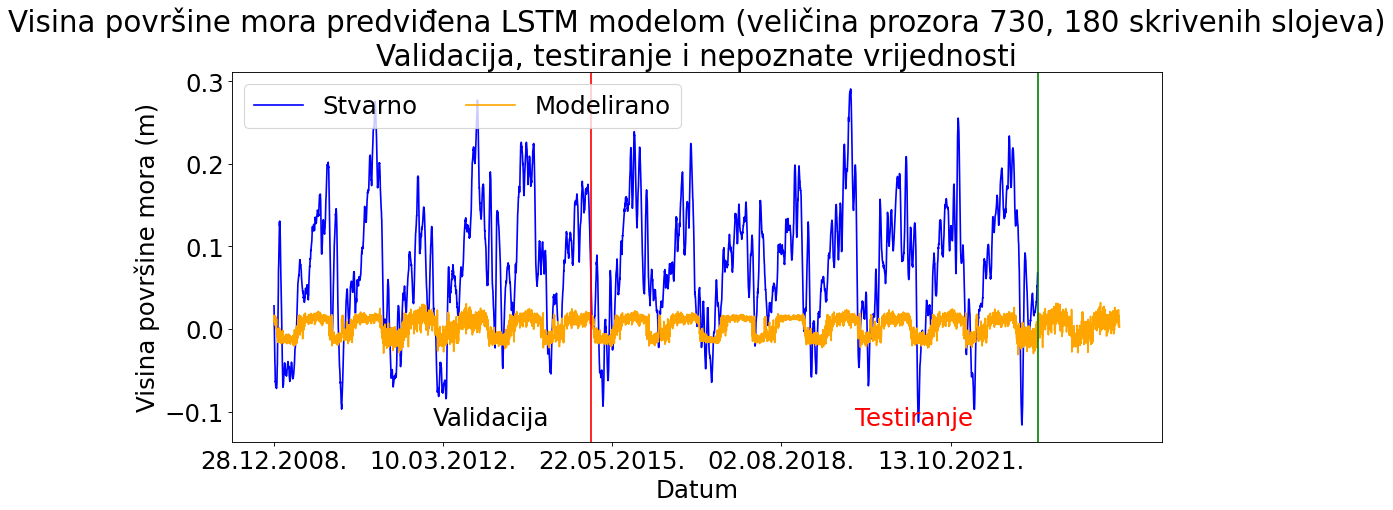 Visina površine mora predviđena LSTM modelom (veličina prozora 730, 180 skrivenih slojeva)
Validacija, testiranje i nepoznate vrijednosti
Stvarno
Modelirano
Visina površine mora (m)
0.3
0.2
0.1
0.0
−0.1
Validacija
Testiranje
28.12.2008.
10.03.2012.
22.05.2015.
02.08.2018.
13.10.2021.
Datum